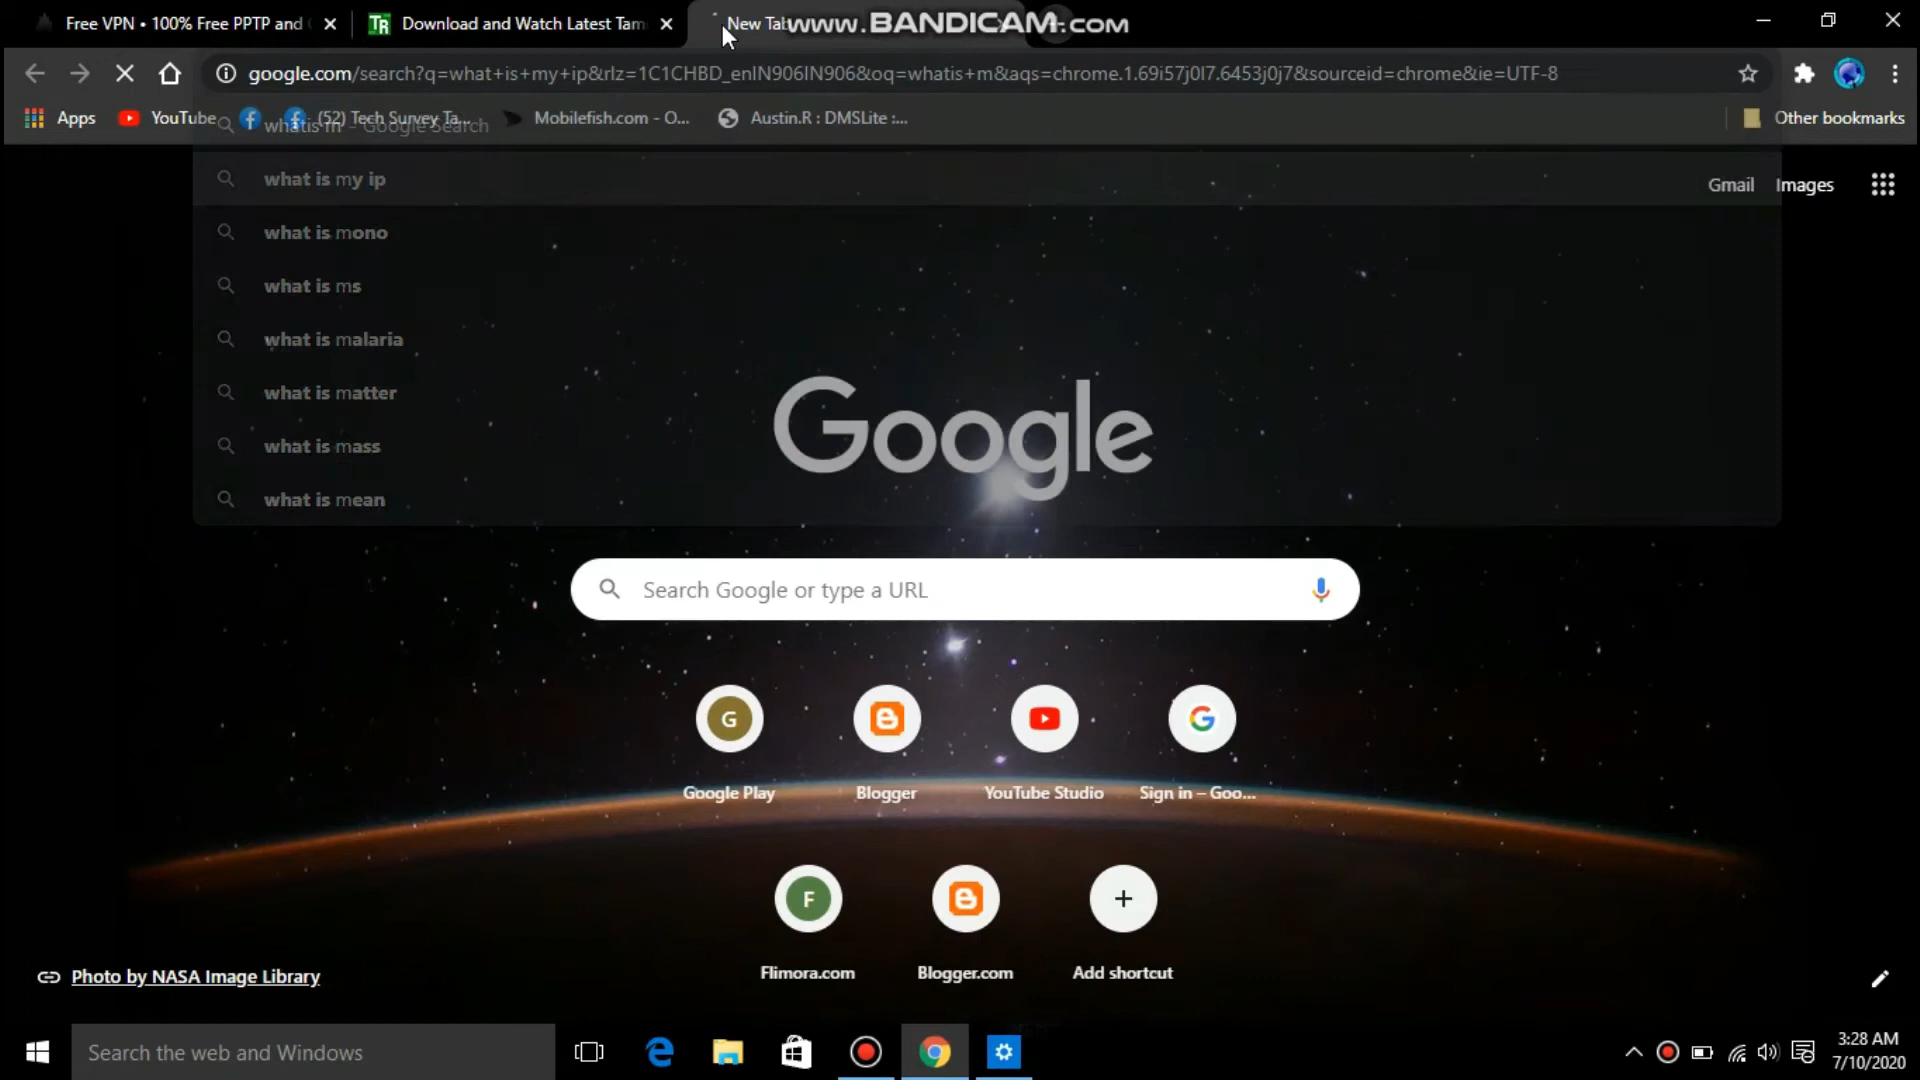 Free VPN • 100% Free PPTP and
Download and Watch Latest Tam
New Tab
www.BANDICAM.COM
google.com/search?q=what+is+my+ip&rlz=1C1CHBD_enIN906IN906&oq=whatis+m&aqs=chrome.1.69i57j0l7.6453j0j7&sourceid=chrome&ie=UTF-8
Apps
YouTube
(52) Tech Survey Ta...
Mobilefish.com - O...
Austin.R : DMSLite :...
Other bookmarks
whatis m - Google Search
what is my ip
Gmail
Images
what is mono
what is ms
what is malaria
what is matter
what is mass
what is mean
Google
Search Google or type a URL
G
Google Play
Blogger
YouTube Studio
Sign in – Goo...
F
Flimora.com
Blogger.com
Add shortcut
Photo by NASA Image Library
Search the web and Windows
3:28 AM
7/10/2020